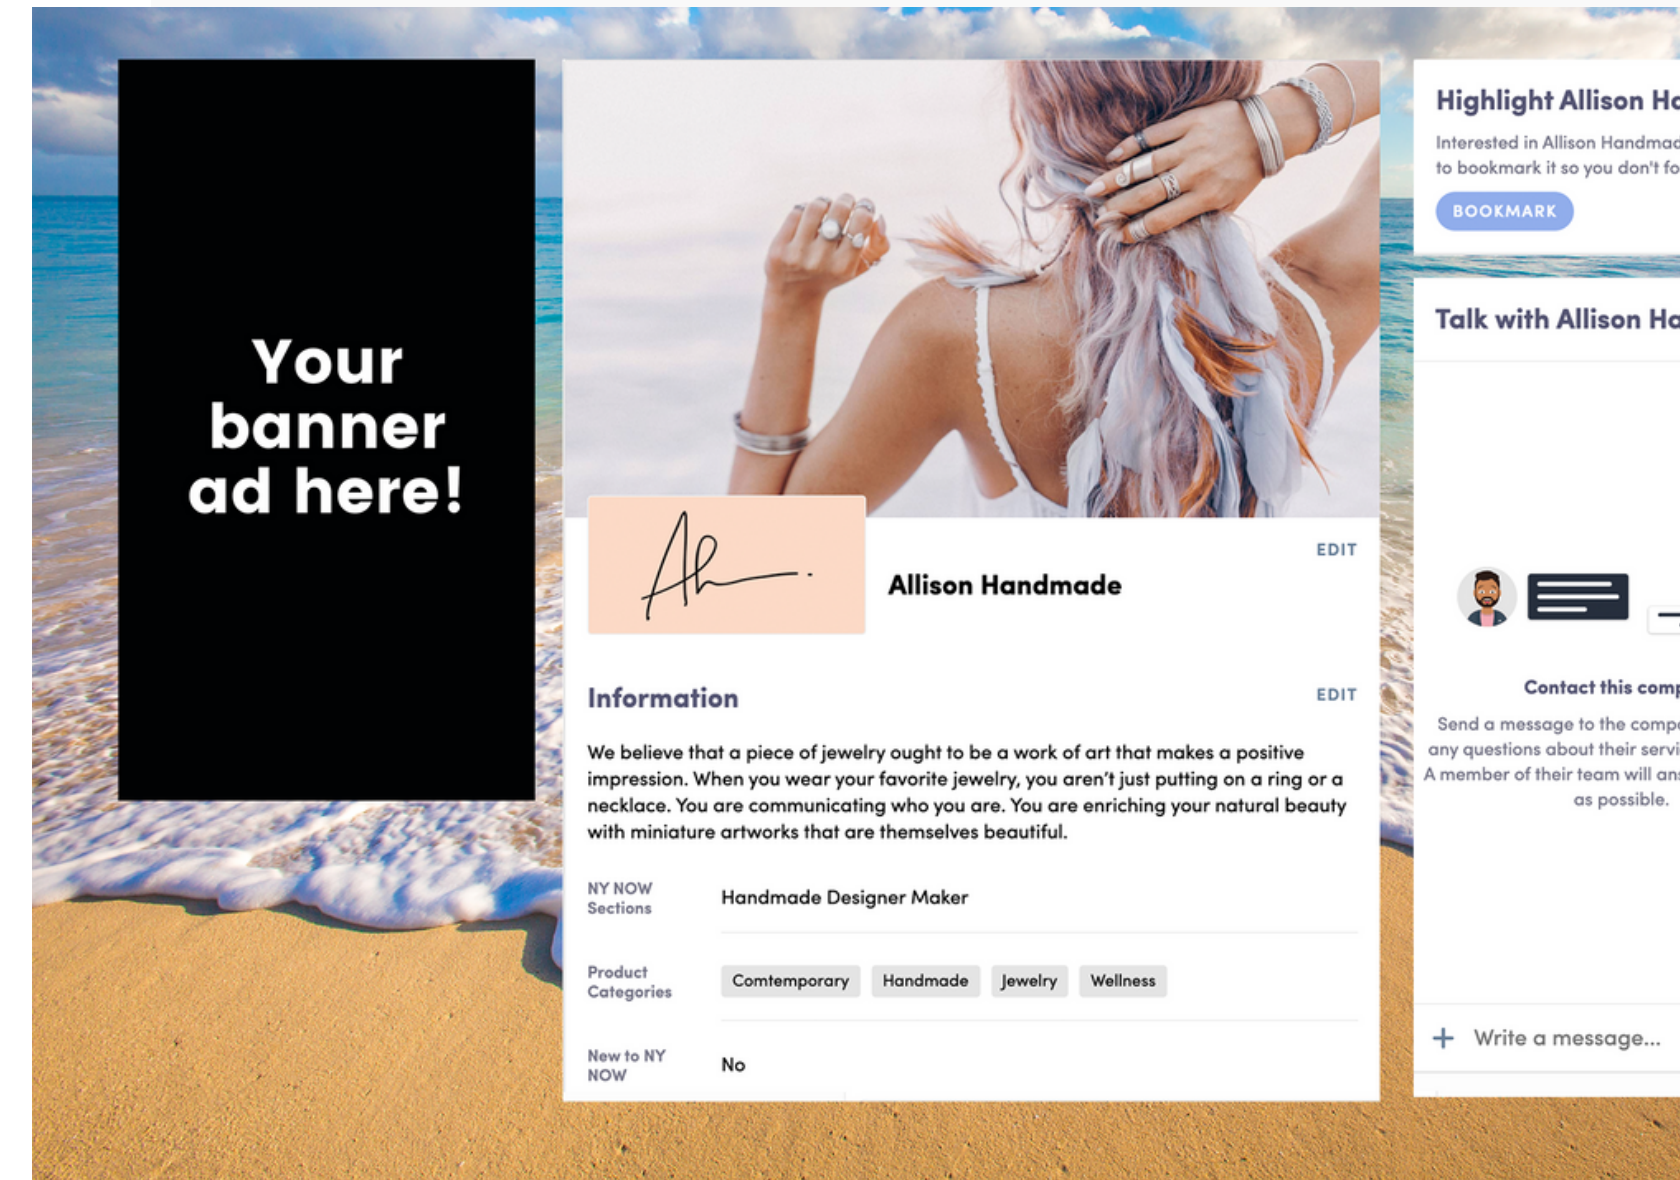 Your
banner
ad here!
Ah
Allison Handmade
EDIT
Information
EDIT
We believe that a piece of jewelry ought to be a work of art that makes a positive
impression. When you wear your favorite jewelry, you aren't just putting on a ring or a
necklace. You are communicating who you are. You are enriching your natural beauty
with miniature artworks that are themselves beautiful.
NY NOW
Sections
Handmade Designer Maker
Product
Categories
Comtemporary
Handmade
Jewelry
Wellness
New to NY
NOW
No
Highlight Allison
Interested in Allison
to bookmark it so you don't
BOOKMARK
Talk with Allison
Contact this
Send a message to the
any questions about their
A member of their team will
as possible.
+ Write a message...